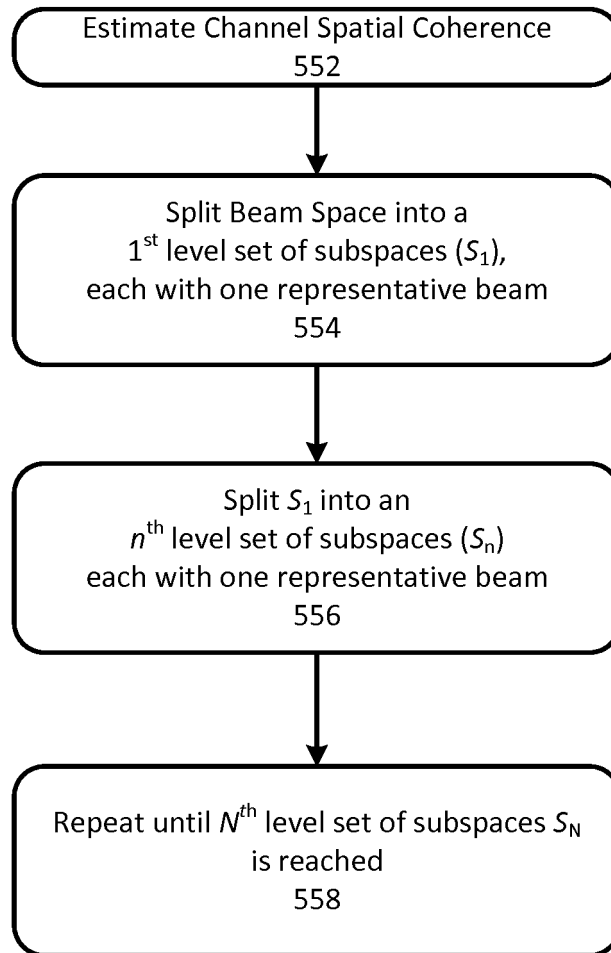 Estimate Channel Spatial Coherence
552
Split Beam Space into a
1st level set of subspaces (S1),
each with one representative beam
554
Split S1 into an
nth level set of subspaces (Sn)
each with one representative beam
556
Repeat until Nth level set of subspaces SN
is reached
558